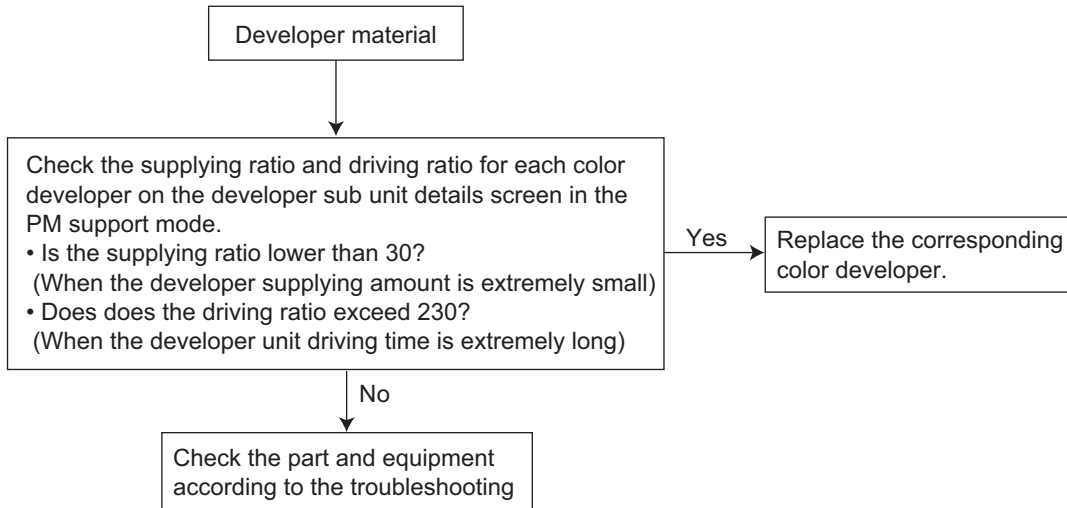 Developer material
Check the supplying ratio and driving ratio for each color
developer on the developer sub unit details screen in the
PM support mode.
• Is the supplying ratio lower than 30?
(When the developer supplying amount is extremely small)
• Does does the driving ratio exceed 230?
(When the developer unit driving time is extremely long)
Yes
Replace the corresponding
color developer.
No
Check the part and equipment
according to the troubleshooting